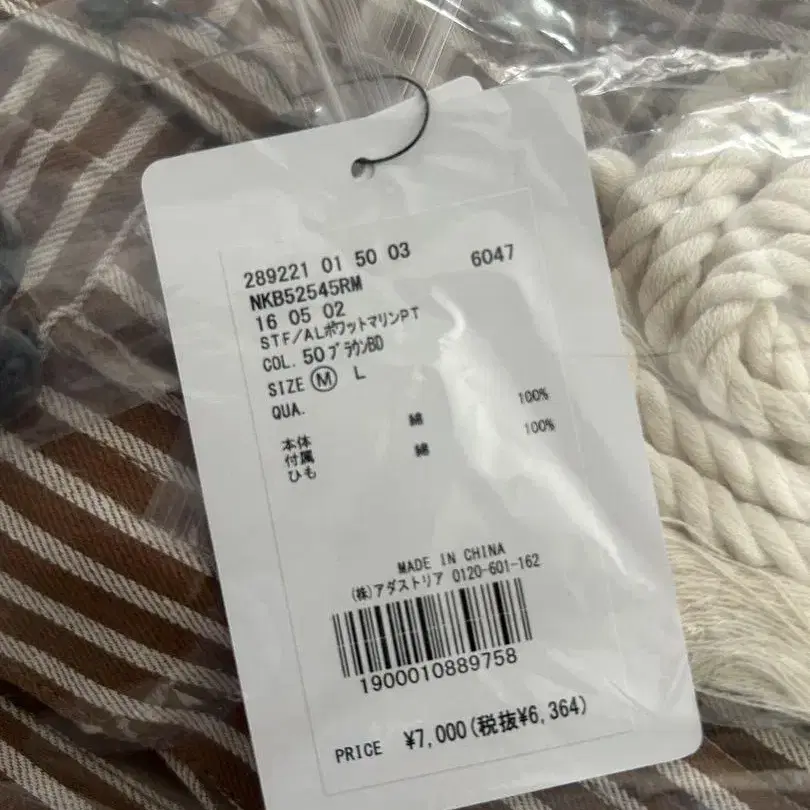 289221 01 50 03 6047
NKB52545RM
16 05 02
STF/ALポワットマリンPT
COL. 50ブラウンBD
SIZE Ⓜ L
QUA.
100%
本体 綿 100%
付属 綿
ひも
MADE IN CHINA
(株)アダストリア 0120-601-162
1900010889758
PRICE ¥7,000(税抜¥6,364)